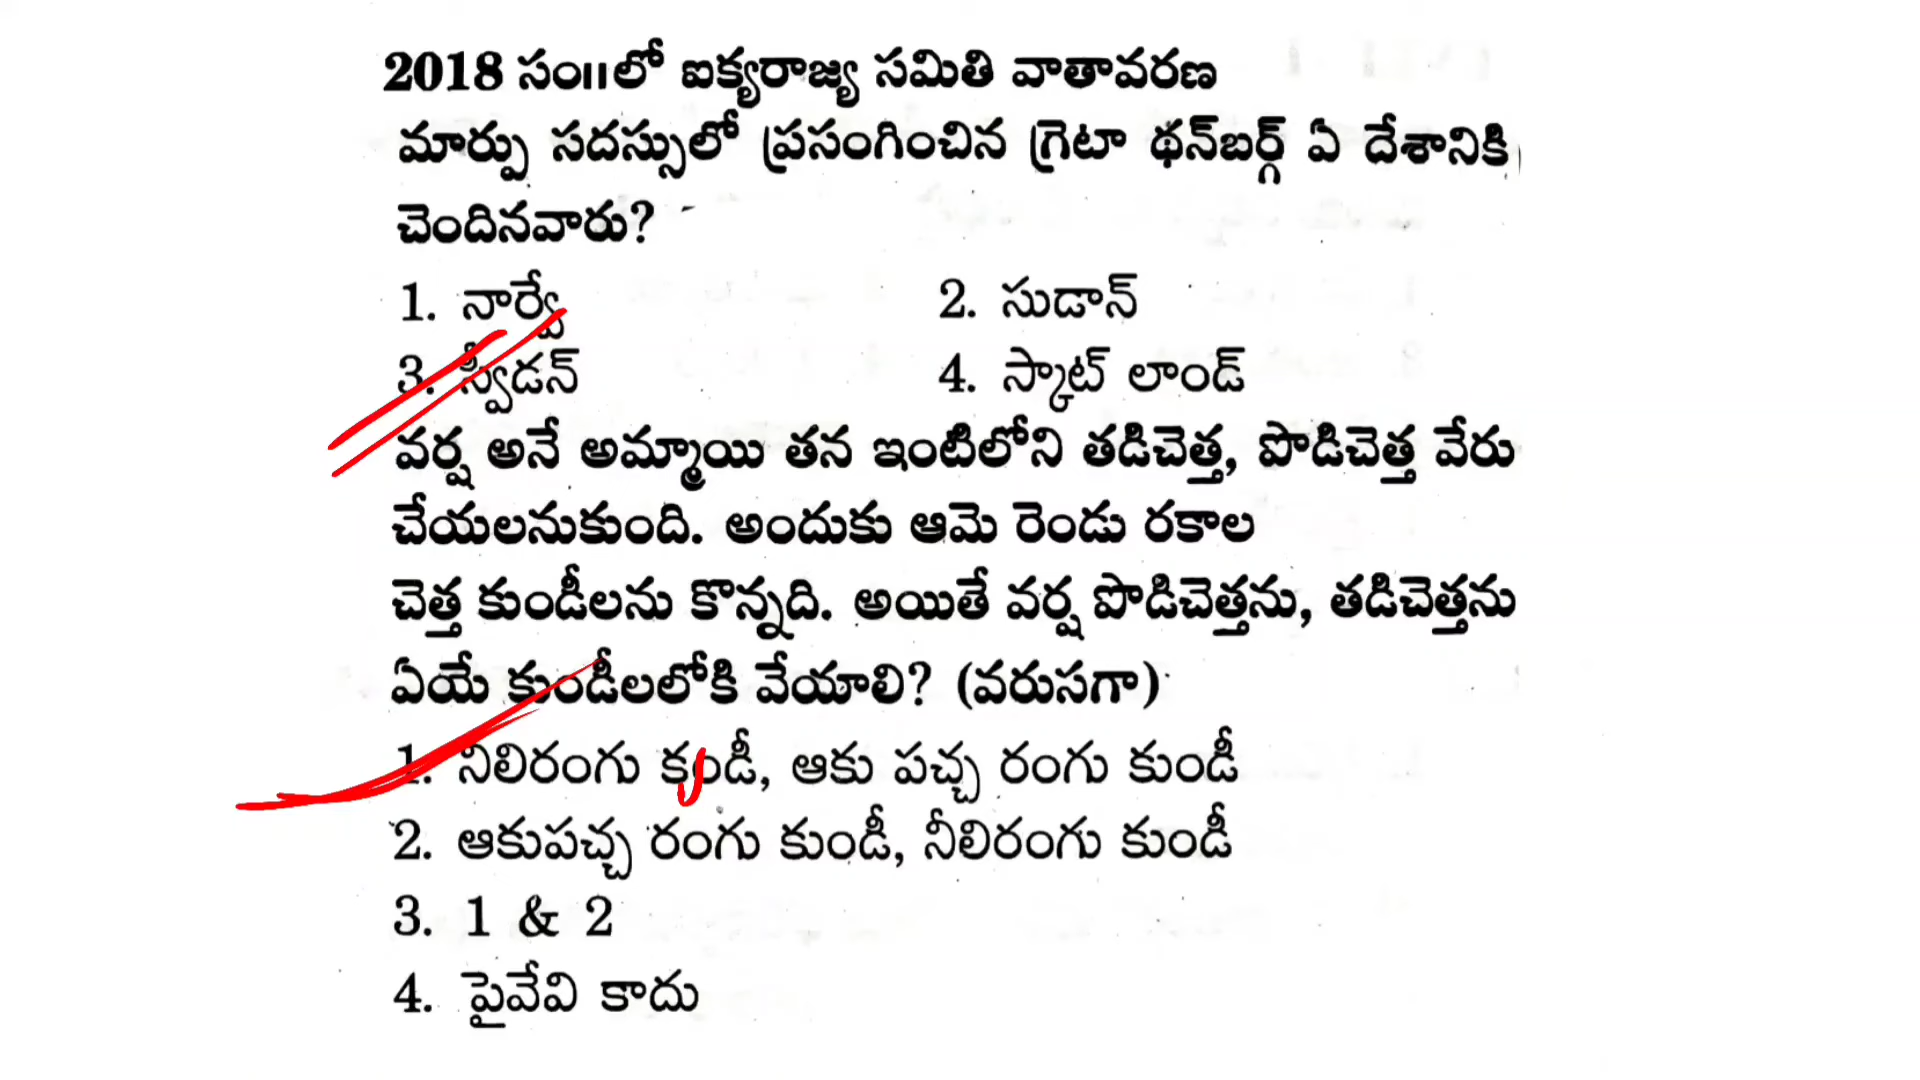 2018 సం॥లో ఐక్యరాజ్య సమితి వాతావరణ
మార్పు సదస్సులో ప్రసంగించిన గ్రెటా థన్‌బర్గ్ ఏ దేశానికి
చెందినవారు?
1. నార్వే 2. సుడాన్
3. స్వీడన్ 4. స్కాట్ లాండ్
వర్ష అనే అమ్మాయి తన ఇంటిలోని తడిచెత్త, పొడిచెత్త వేరు
చేయలనుకుంది. అందుకు ఆమె రెండు రకాల
చెత్త కుండీలను కొన్నది. అయితే వర్ష పొడిచెత్తను, తడిచెత్తను
ఏయే కుండీలలోకి వేయాలి? (వరుసగా)
1. నిలిరంగు కుండీ, ఆకు పచ్చ రంగు కుండీ
2. ఆకుపచ్చ రంగు కుండీ, నీలిరంగు కుండీ
3. 1 & 2
4. పైవేవి కాదు